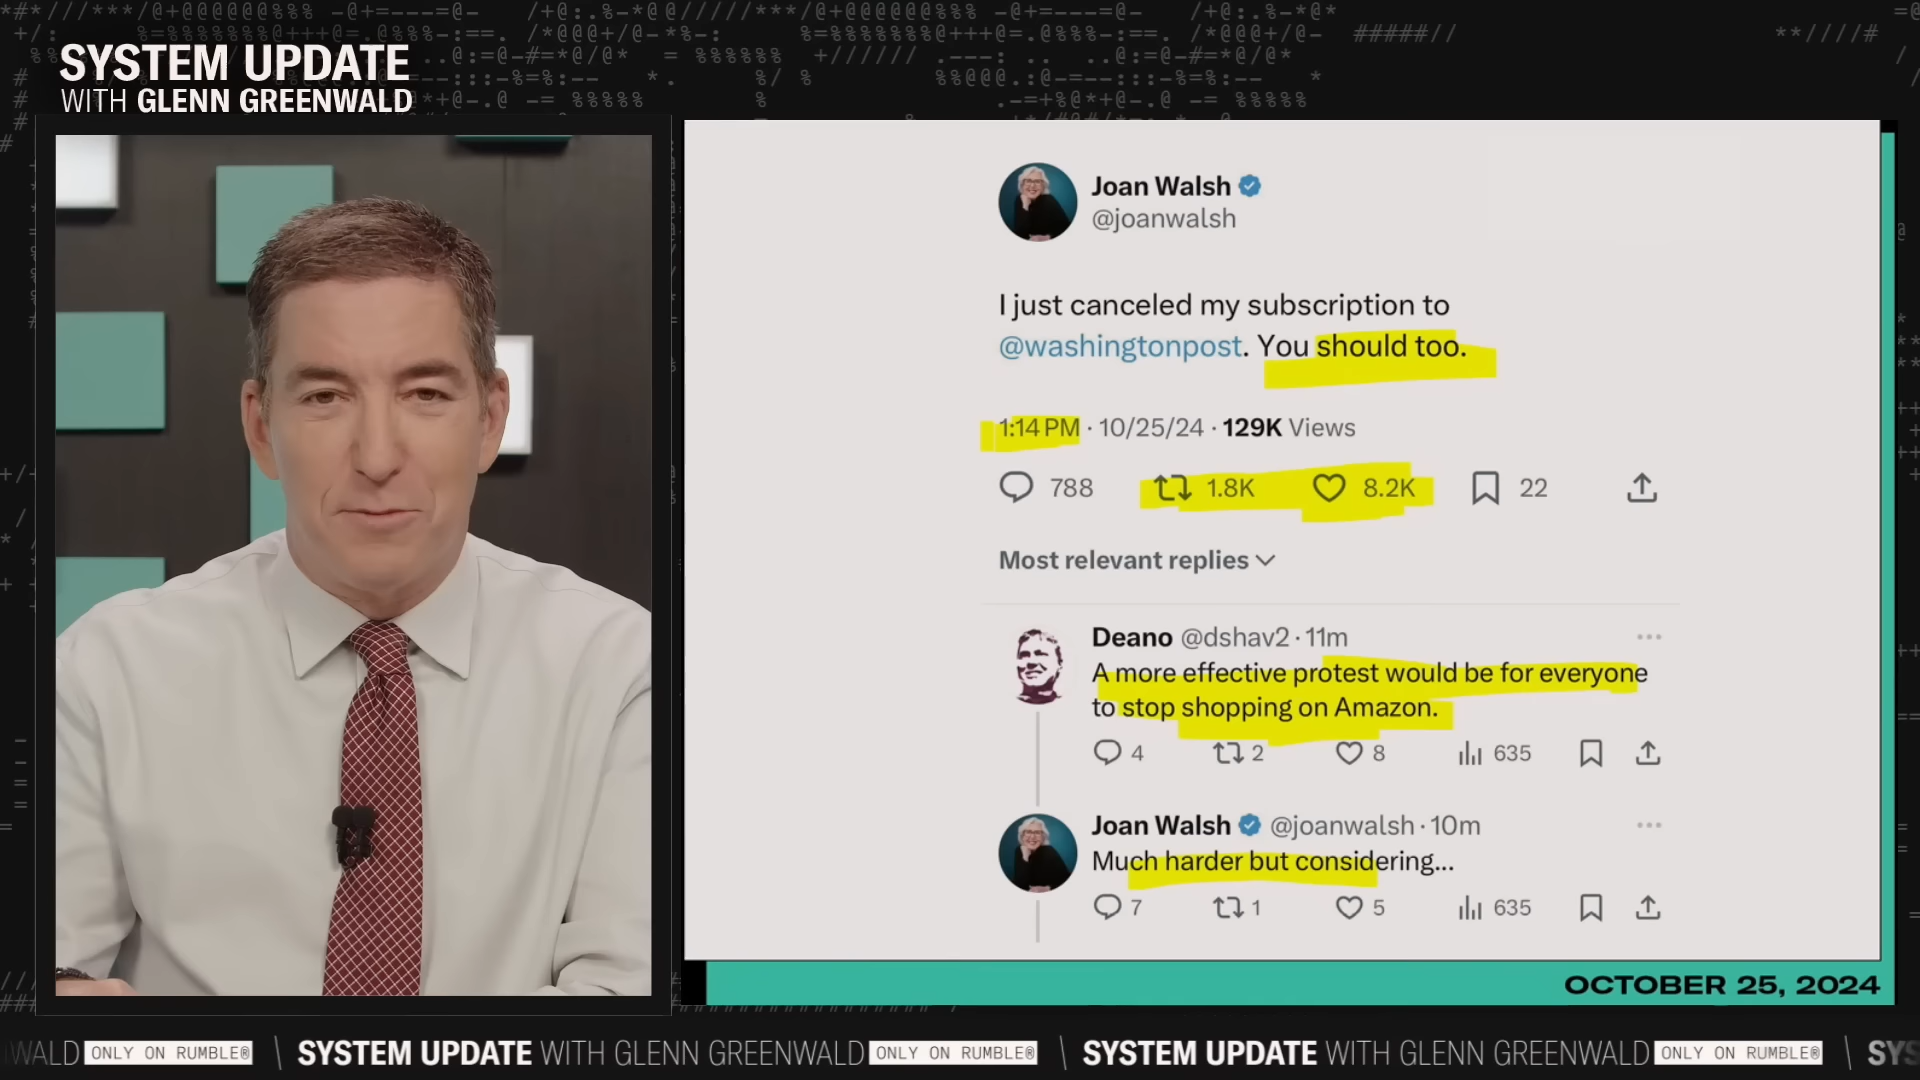 SYSTEM UPDATE
WITH GLENN GREENWALD
Joan Walsh
@joanwalsh
I just canceled my subscription to
@washingtonpost. You should too.
1:14 PM · 10/25/24 · 129K Views
788 1.8K 8.2K 22
Most relevant replies
Deano @dshav2 · 11m
A more effective protest would be for everyone
to stop shopping on Amazon.
4 2 8 635
Joan Walsh @joanwalsh · 10m
Much harder but considering...
7 1 5 635
OCTOBER 25, 2024
WALD ONLY ON RUMBLE® \ SYSTEM UPDATE WITH GLENN GREENWALD ONLY ON RUMBLE® \ SYSTEM UPDATE WITH GLENN GREENWALD ONLY ON RUMBLE® \ SYS